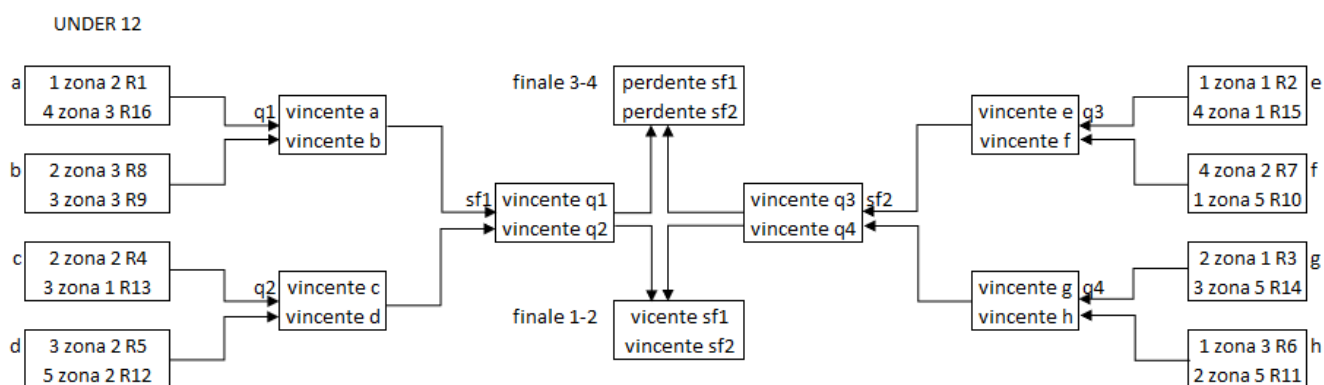 UNDER 12
a
1 zona 2 R1
4 zona 3 R16
b
2 zona 3 R8
3 zona 3 R9
c
2 zona 2 R4
3 zona 1 R13
d
3 zona 2 R5
5 zona 2 R12
q1
vincente a
vincente b
q2
vincente c
vincente d
sf1
vincente q1
vincente q2
finale 3-4
perdente sf1
perdente sf2
finale 1-2
vicente sf1
vincente sf2
vincente q3
vincente q4
sf2
vincente e
vincente f
q3
vincente g
vincente h
q4
1 zona 1 R2
4 zona 1 R15
e
4 zona 2 R7
1 zona 5 R10
f
2 zona 1 R3
3 zona 5 R14
g
1 zona 3 R6
2 zona 5 R11
h